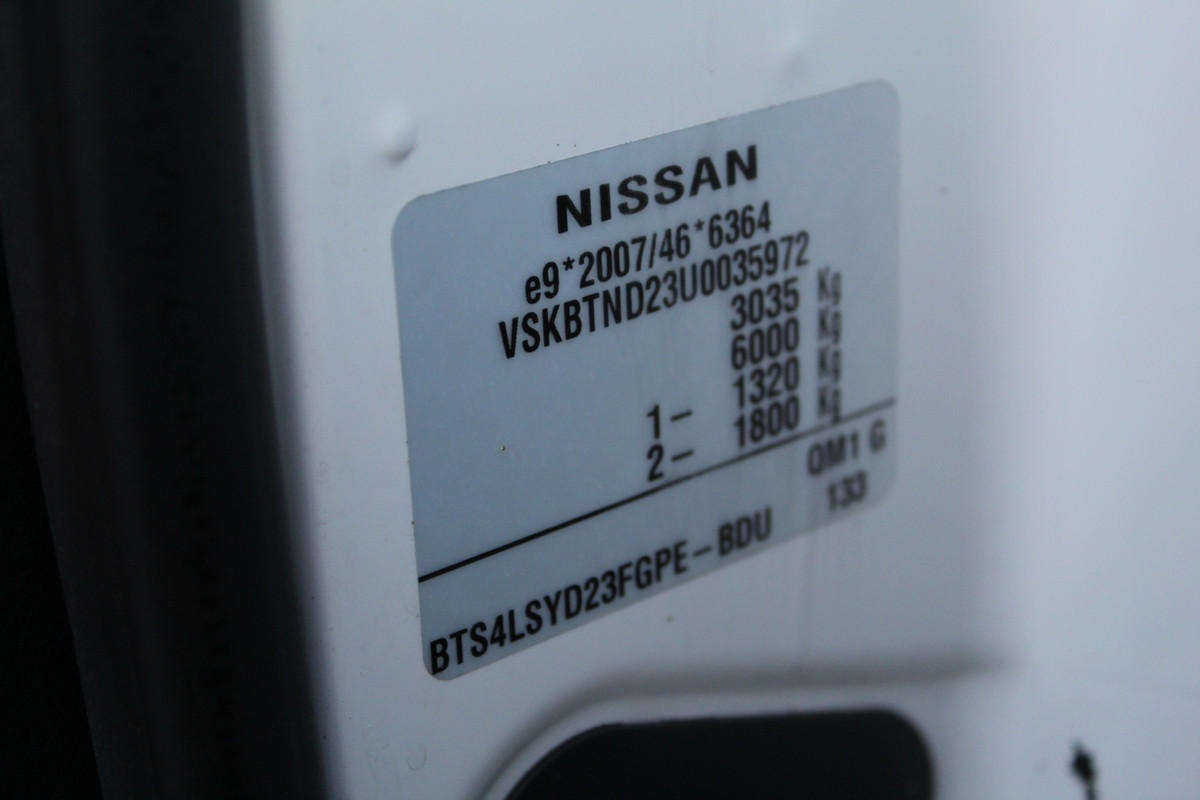 NISSAN
e9*2007/46*6364
VSKBTND23U0035972
3035 Kg
6000 Kg
1- 1320 Kg
2- 1800 Kg
QM1 G
133
BTS4LSYD23FGPE-BDU